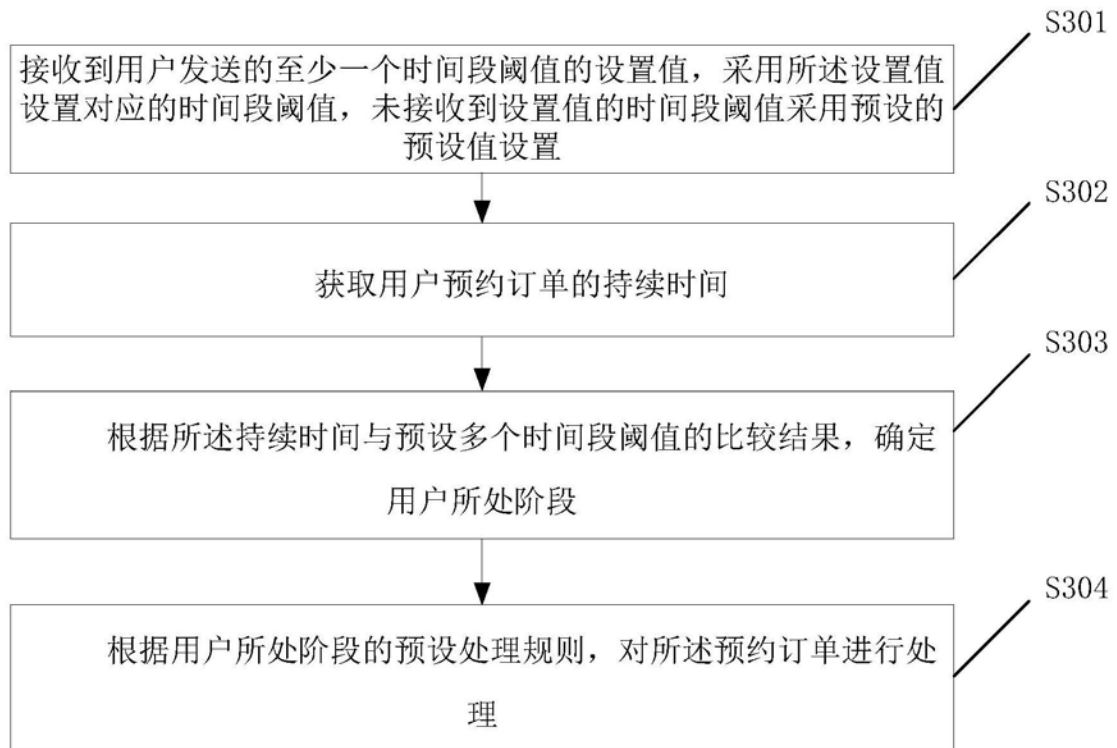 S301
接收到用户发送的至少一个时间段阈值的设置值，采用所述设置值
设置对应的时间段阈值，未接收到设置值的时间段阈值采用预设的
预设值设置
S302
获取用户预约订单的持续时间
S303
根据所述持续时间与预设多个时间段阈值的比较结果，确定
用户所处阶段
S304
根据用户所处阶段的预设处理规则，对所述预约订单进行处
理